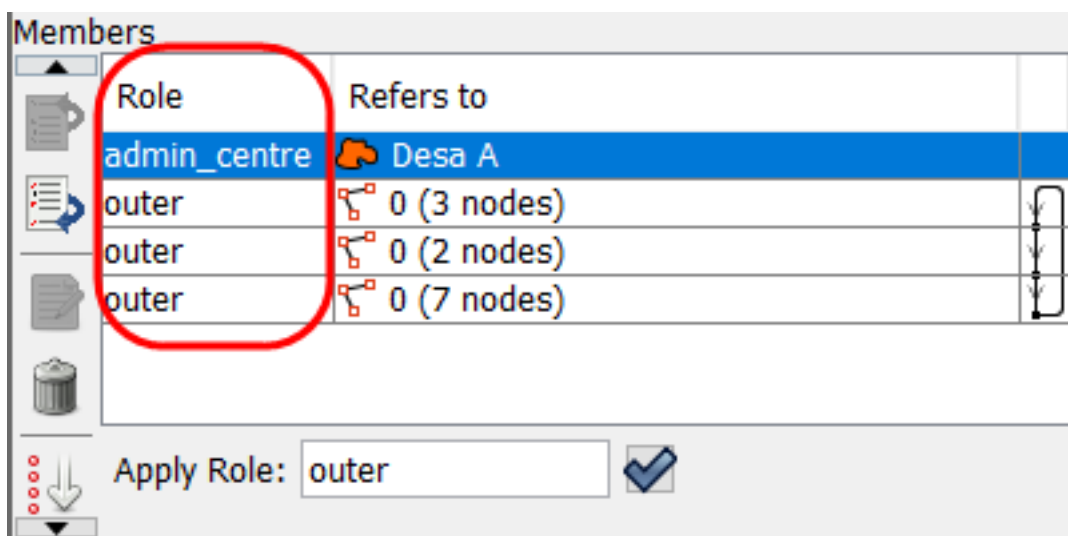 Members
Role Refers to
admin_centre Desa A
outer 0 (3 nodes)
outer 0 (2 nodes)
outer 0 (7 nodes)
Apply Role: outer